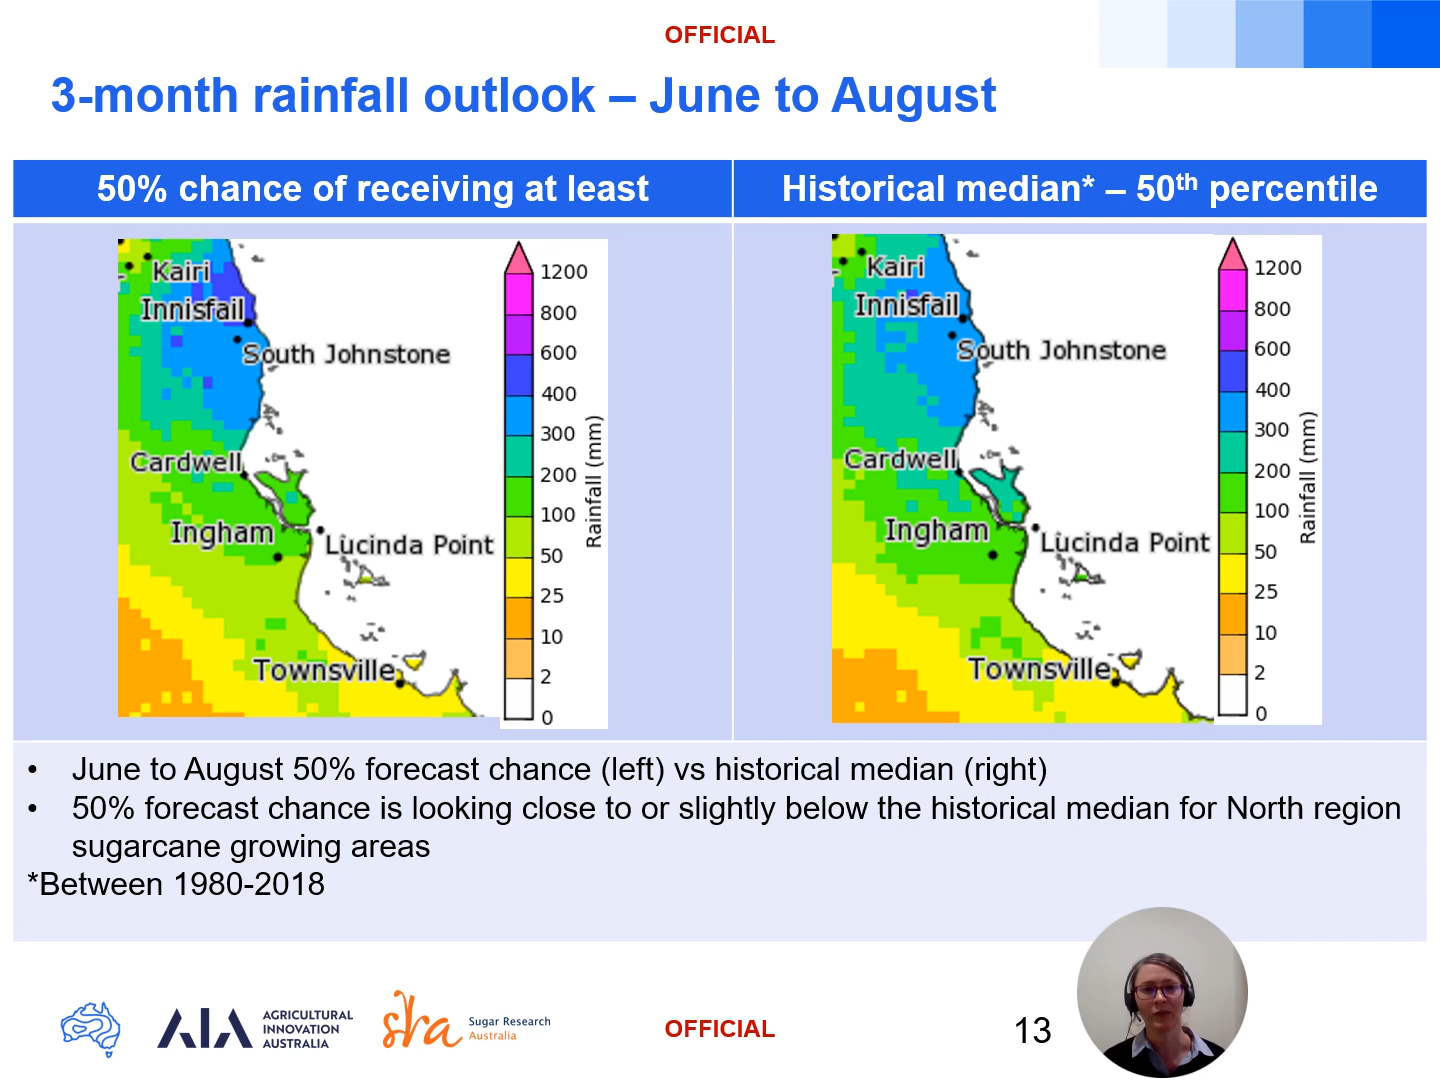 OFFICIAL
3-month rainfall outlook – June to August
50% chance of receiving at least
Historical median* – 50th percentile
Kairi
Innisfail
South Johnstone
Cardwell
Ingham
Lucinda Point
Townsville
1200
800
600
400
300
200
100
50
25
10
2
0
Rainfall (mm)
Kairi
Innisfail
South Johnstone
Cardwell
Ingham
Lucinda Point
Townsville
1200
800
600
400
300
200
100
50
25
10
2
0
Rainfall (mm)
• June to August 50% forecast chance (left) vs historical median (right)
• 50% forecast chance is looking close to or slightly below the historical median for North region
sugarcane growing areas
*Between 1980-2018
AIA
AGRICULTURAL
INNOVATION
AUSTRALIA
sra
Sugar Research
Australia
OFFICIAL
13